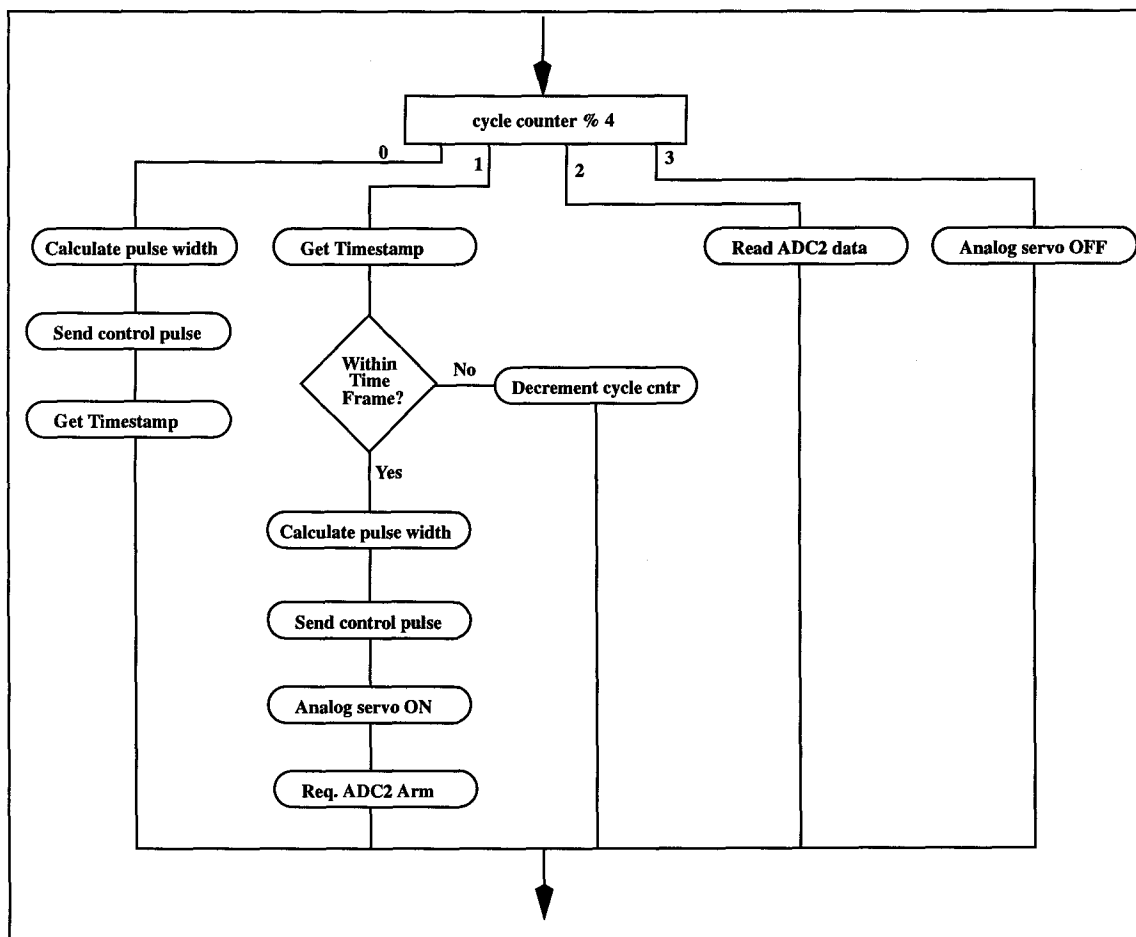 cycle counter % 4
0
1
2
3
Calculate pulse width
Get Timestamp
Read ADC2 data
Analog servo OFF
Send control pulse
Within
Time
Frame?
No
Decrement cycle cntr
Get Timestamp
Yes
Calculate pulse width
Send control pulse
Analog servo ON
Req. ADC2 Arm